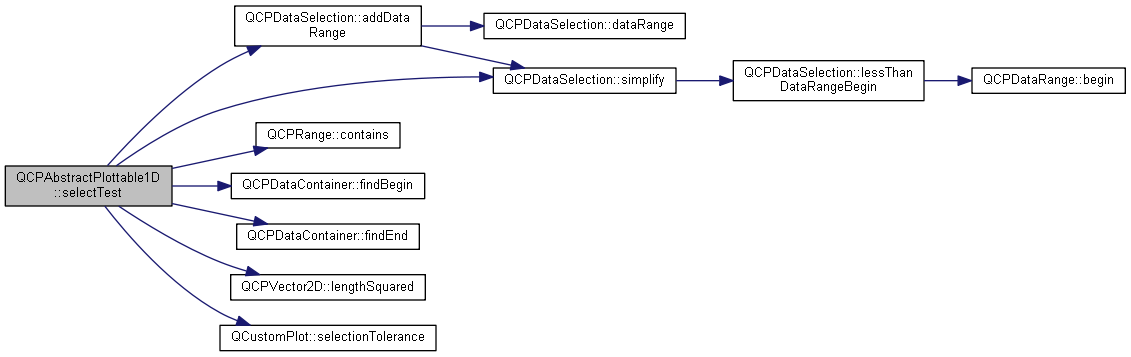 QCPDataSelection::addData
Range
QCPDataSelection::dataRange
QCPDataSelection::simplify
QCPDataSelection::lessThan
DataRangeBegin
QCPDataRange::begin
QCPRange::contains
QCPAbstractPlottable1D
::selectTest
QCPDataContainer::findBegin
QCPDataContainer::findEnd
QCPVector2D::lengthSquared
QCustomPlot::selectionTolerance